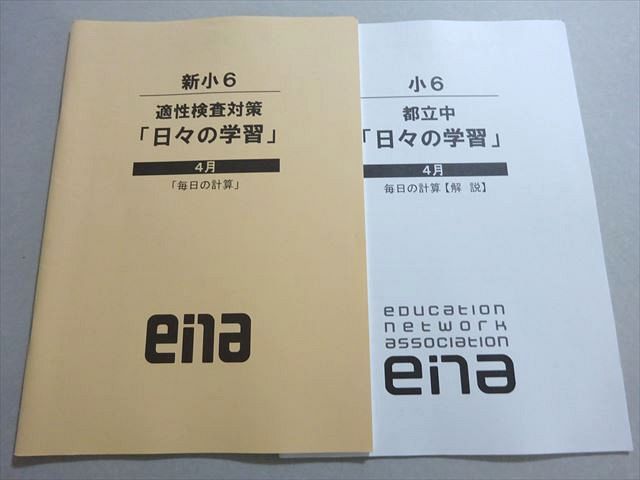 新小6
適性検査対策
「日々の学習」
4月
「毎日の計算」
ena
小6
都立中
「日々の学習」
4月
毎日の計算【解 説】
EDUCATION
NETWORK
ASSOCIATION
ena